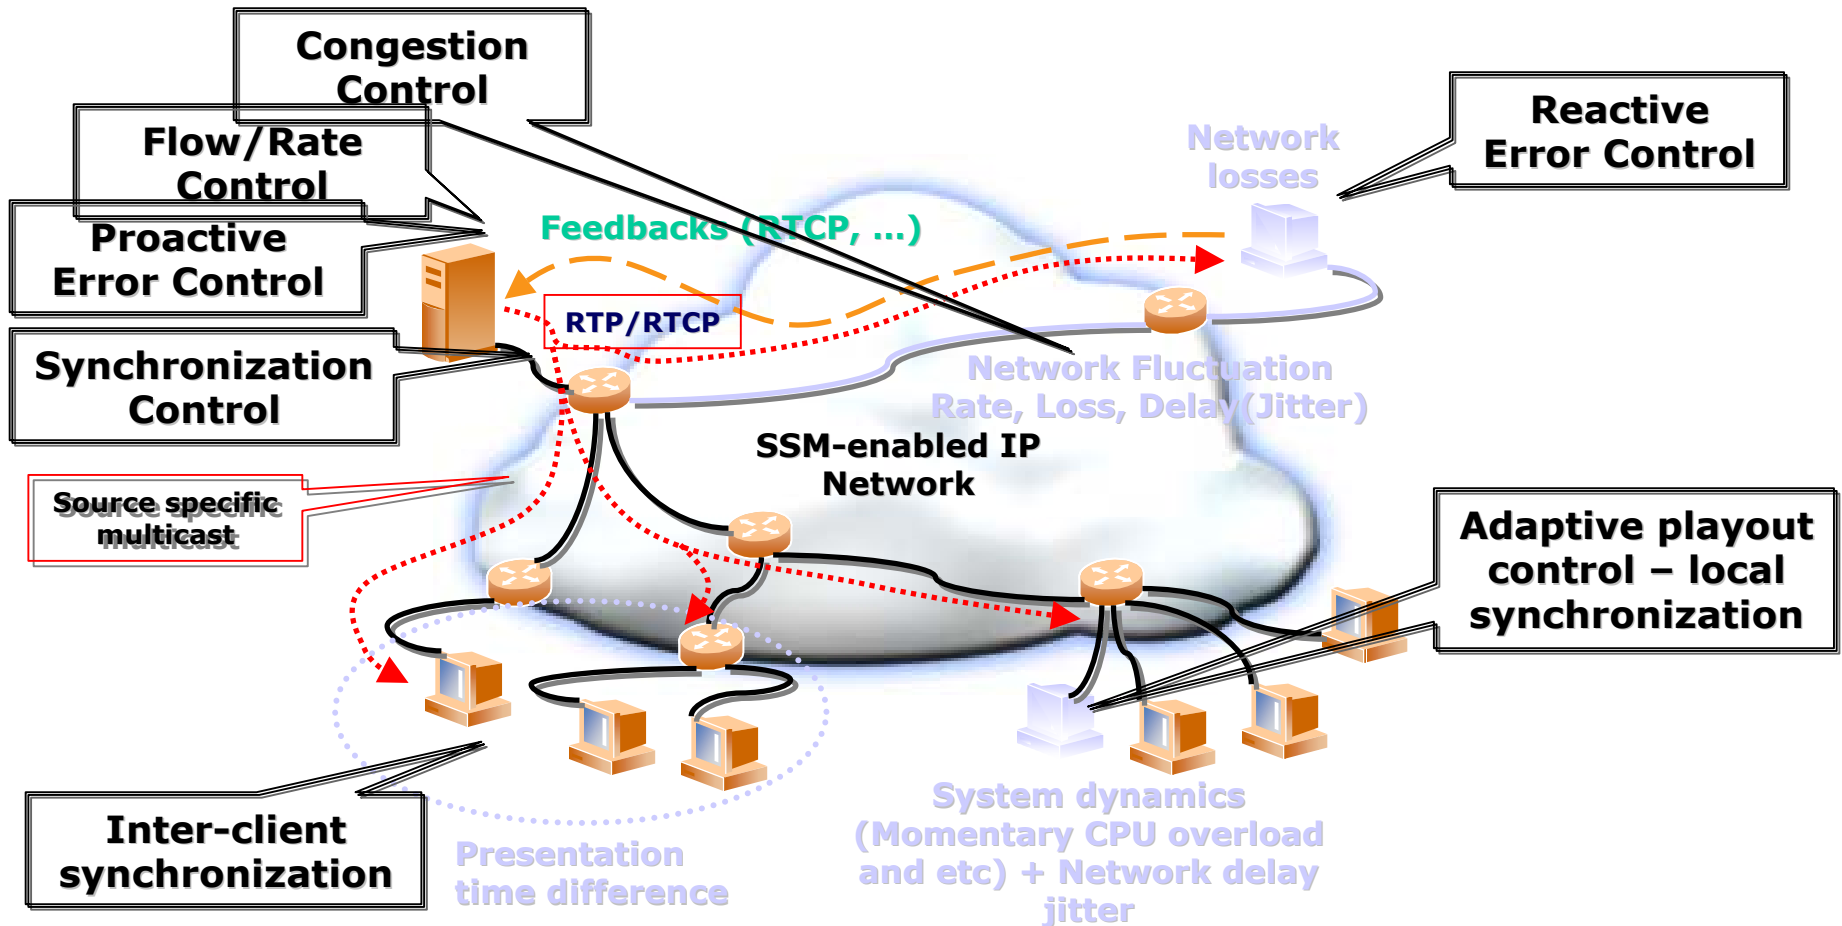 Congestion
Control
Flow/Rate
Control
Proactive
Error Control
Synchronization
Control
Source specific
multicast
Inter-client
synchronization
Feedbacks (RTCP, ...)
RTP/RTCP
Network
losses
Reactive
Error Control
Network Fluctuation
Rate, Loss, Delay(Jitter)
SSM-enabled IP
Network
Adaptive playout
control – local
synchronization
Presentation
time difference
System dynamics
(Momentary CPU overload
and etc) + Network delay
jitter